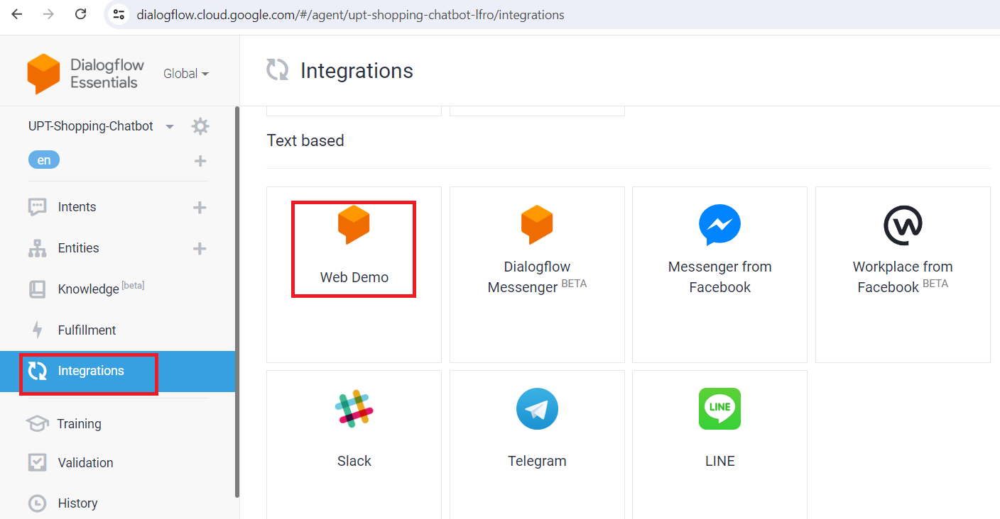 dialogflow.cloud.google.com/#/agent/upt-shopping-chatbot-lfro/integrations
Dialogflow
Essentials
Global
Integrations
UPT-Shopping-Chatbot
en
Intents
Entities
Knowledge [beta]
Fulfillment
Integrations
Training
Validation
History
Text based
Web Demo
Dialogflow
Messenger BETA
Messenger from
Facebook
Workplace from
Facebook BETA
Slack
Telegram
LINE
LINE